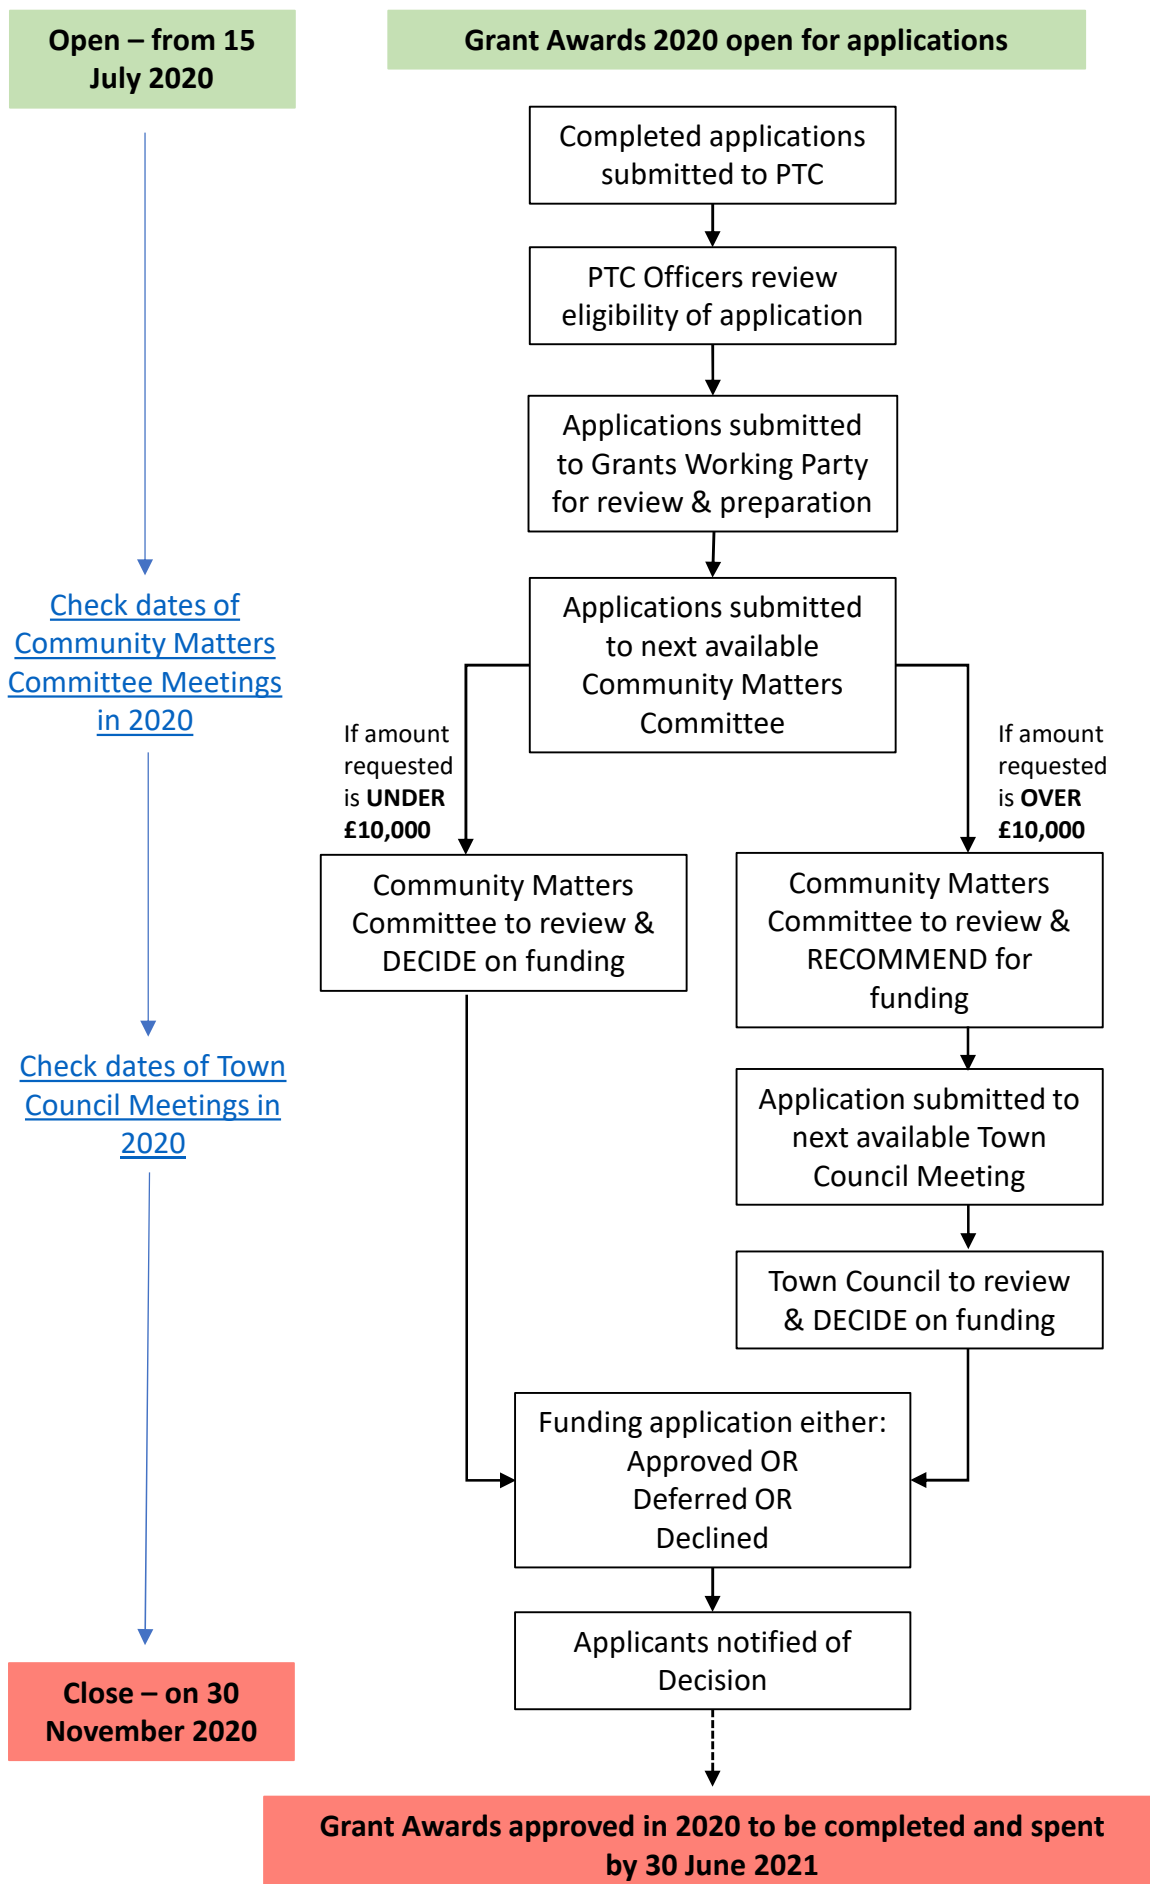 Open – from 15
July 2020
Grant Awards 2020 open for applications
Completed applications
submitted to PTC
PTC Officers review
eligibility of application
Applications submitted
to Grants Working Party
for review & preparation
Check dates of
Community Matters
Committee Meetings
in 2020
Applications submitted
to next available
Community Matters
Committee
If amount
requested
is UNDER
£10,000
If amount
requested
is OVER
£10,000
Community Matters
Committee to review &
DECIDE on funding
Community Matters
Committee to review &
RECOMMEND for
funding
Check dates of Town
Council Meetings in
2020
Application submitted to
next available Town
Council Meeting
Town Council to review
& DECIDE on funding
Funding application either:
Approved OR
Deferred OR
Declined
Applicants notified of
Decision
Close – on 30
November 2020
Grant Awards approved in 2020 to be completed and spent
by 30 June 2021